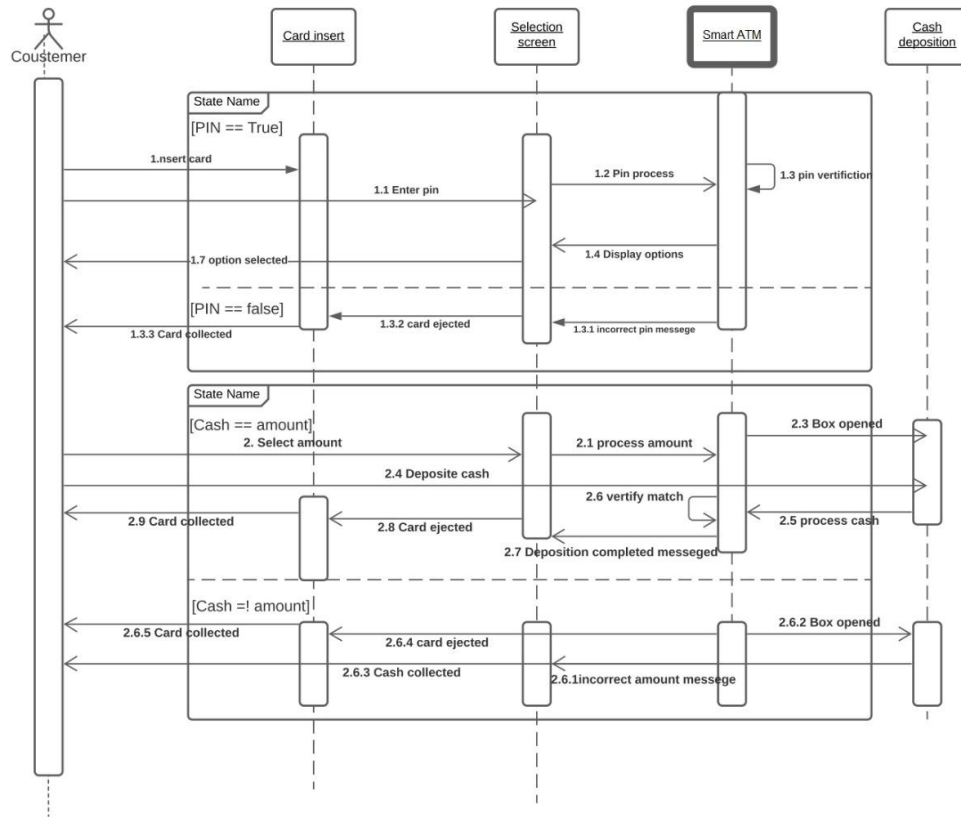 Coustemer
Card insert
Selection
screen
Smart ATM
Cash
deposition
State Name
[PIN == True]
1.nsert card
1.1 Enter pin
1.2 Pin process
1.3 pin vertifiction
1.4 Display options
1.7 option selected
[PIN == false]
1.3.1 incorrect pin messege
1.3.2 card ejected
1.3.3 Card collected
State Name
[Cash == amount]
2. Select amount
2.1 process amount
2.3 Box opened
2.4 Deposite cash
2.6 vertify match
2.5 process cash
2.9 Card collected
2.8 Card ejected
2.7 Deposition completed messeged
[Cash =! amount]
2.6.5 Card collected
2.6.4 card ejected
2.6.2 Box opened
2.6.3 Cash collected
2.6.1incorrect amount messege